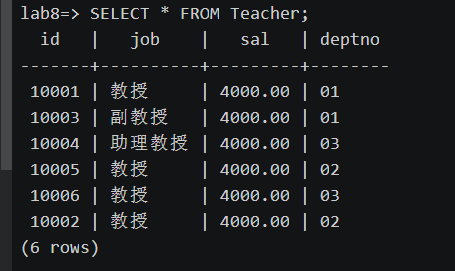 lab8=> SELECT * FROM Teacher;
id | job | sal | deptno
-------+----------+---------+--------
10001 | 教授 | 4000.00 | 01
10003 | 副教授 | 4000.00 | 01
10004 | 助理教授 | 4000.00 | 03
10005 | 教授 | 4000.00 | 02
10006 | 教授 | 4000.00 | 03
10002 | 教授 | 4000.00 | 02
(6 rows)